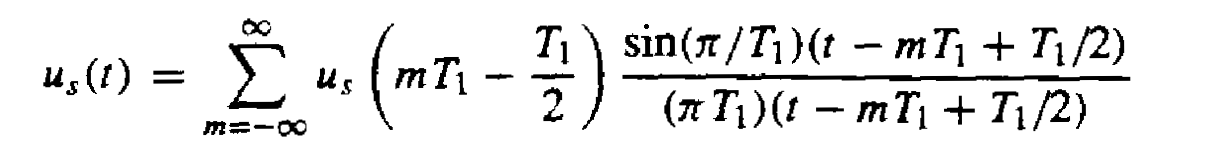 u_s(t) = \sum_{m=-\infty}^{\infty} u_s \left( mT_1 - \frac{T_1}{2} \right) \frac{\sin(\pi/T_1)(t - mT_1 + T_1/2)}{(\pi T_1)(t - mT_1 + T_1/2)}